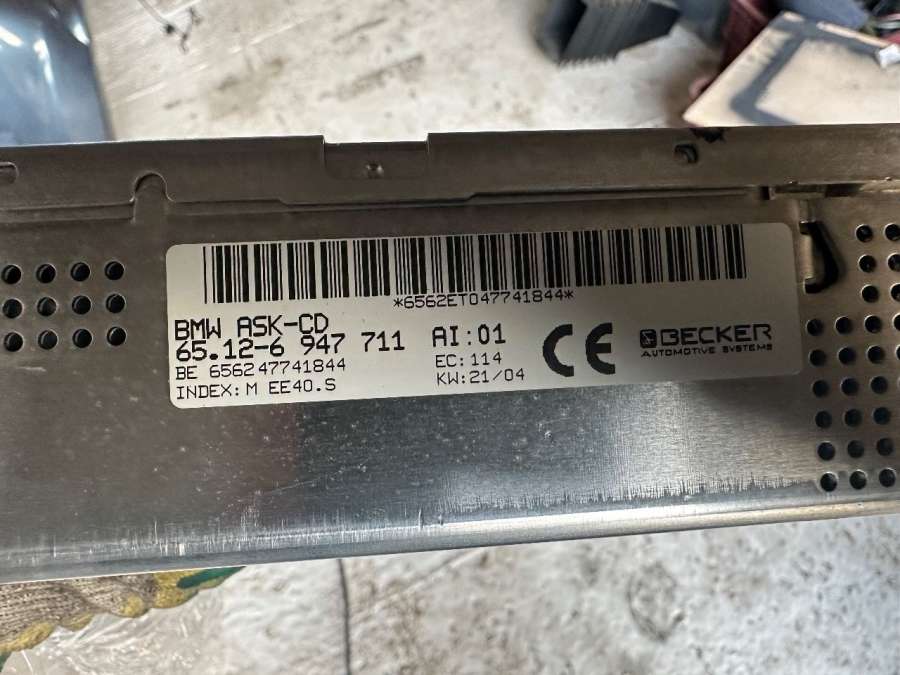 *6562ET047741844*
BMW ASK-CD
65.12-6 947 711 AI:01
BE 656247741844 EC:114
INDEX: M EE40.S KW:21/04
CE
BECKER
AUTOMOTIVE SYSTEMS